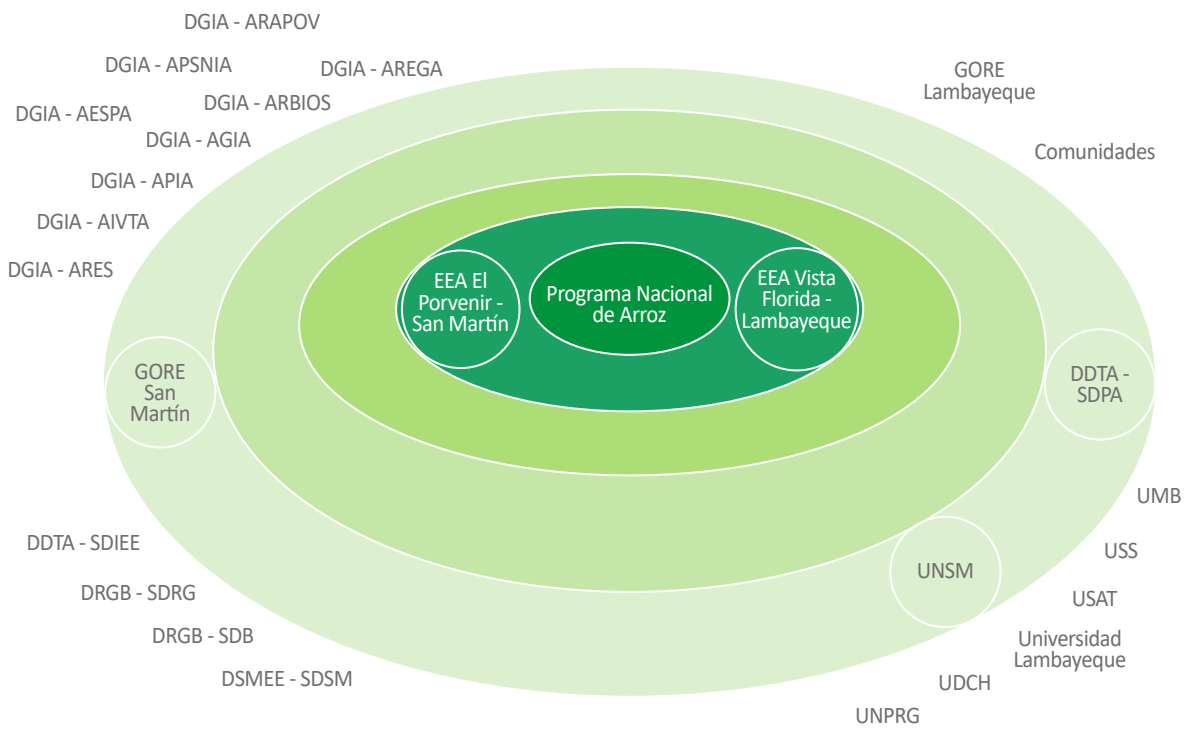 DGIA - ARAPOV
DGIA - APSNIA
DGIA - AREGA
DGIA - AESPA
DGIA - ARBIOS
DGIA - AGIA
DGIA - APIA
DGIA - AIVTA
DGIA - ARES
GORE
Lambayeque
Comunidades
EEA El
Porvenir -
San Martín
Programa Nacional
de Arroz
EEA Vista
Florida -
Lambayeque
GORE
San
Martín
DDTA -
SDPA
UMB
USS
UNSM
USAT
Universidad
Lambayeque
UDCH
UNPRG
DDTA - SDIEE
DRGB - SDRG
DRGB - SDB
DSMEE - SDSM